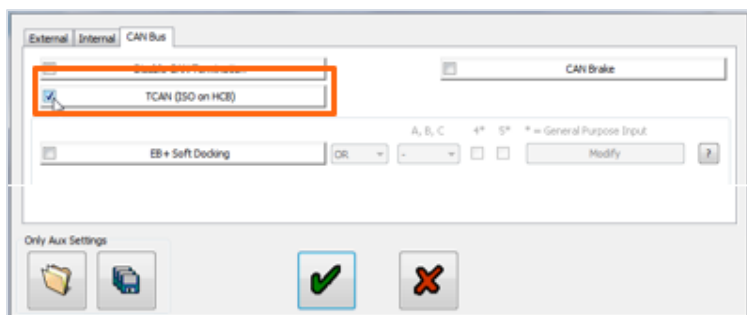 External Internal CAN Bus
CAN Brake
TCAN (ISO on HCB)
A, B, C 4* 5* * = General Purpose Input
EB+ Soft Docking OR - Modify ?
Only Aux Settings